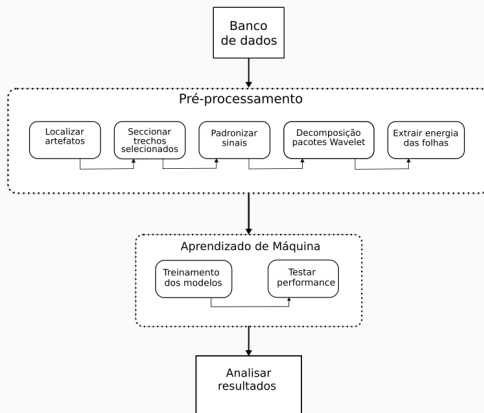 Banco
de dados
Pré-processamento
Localizar
artefatos
Seccionar
trechos
selecionados
Padronizar
sinais
Decomposição
pacotes Wavelet
Extrair energia
das folhas
Aprendizado de Máquina
Treinamento
dos modelos
Testar
performance
Analisar
resultados